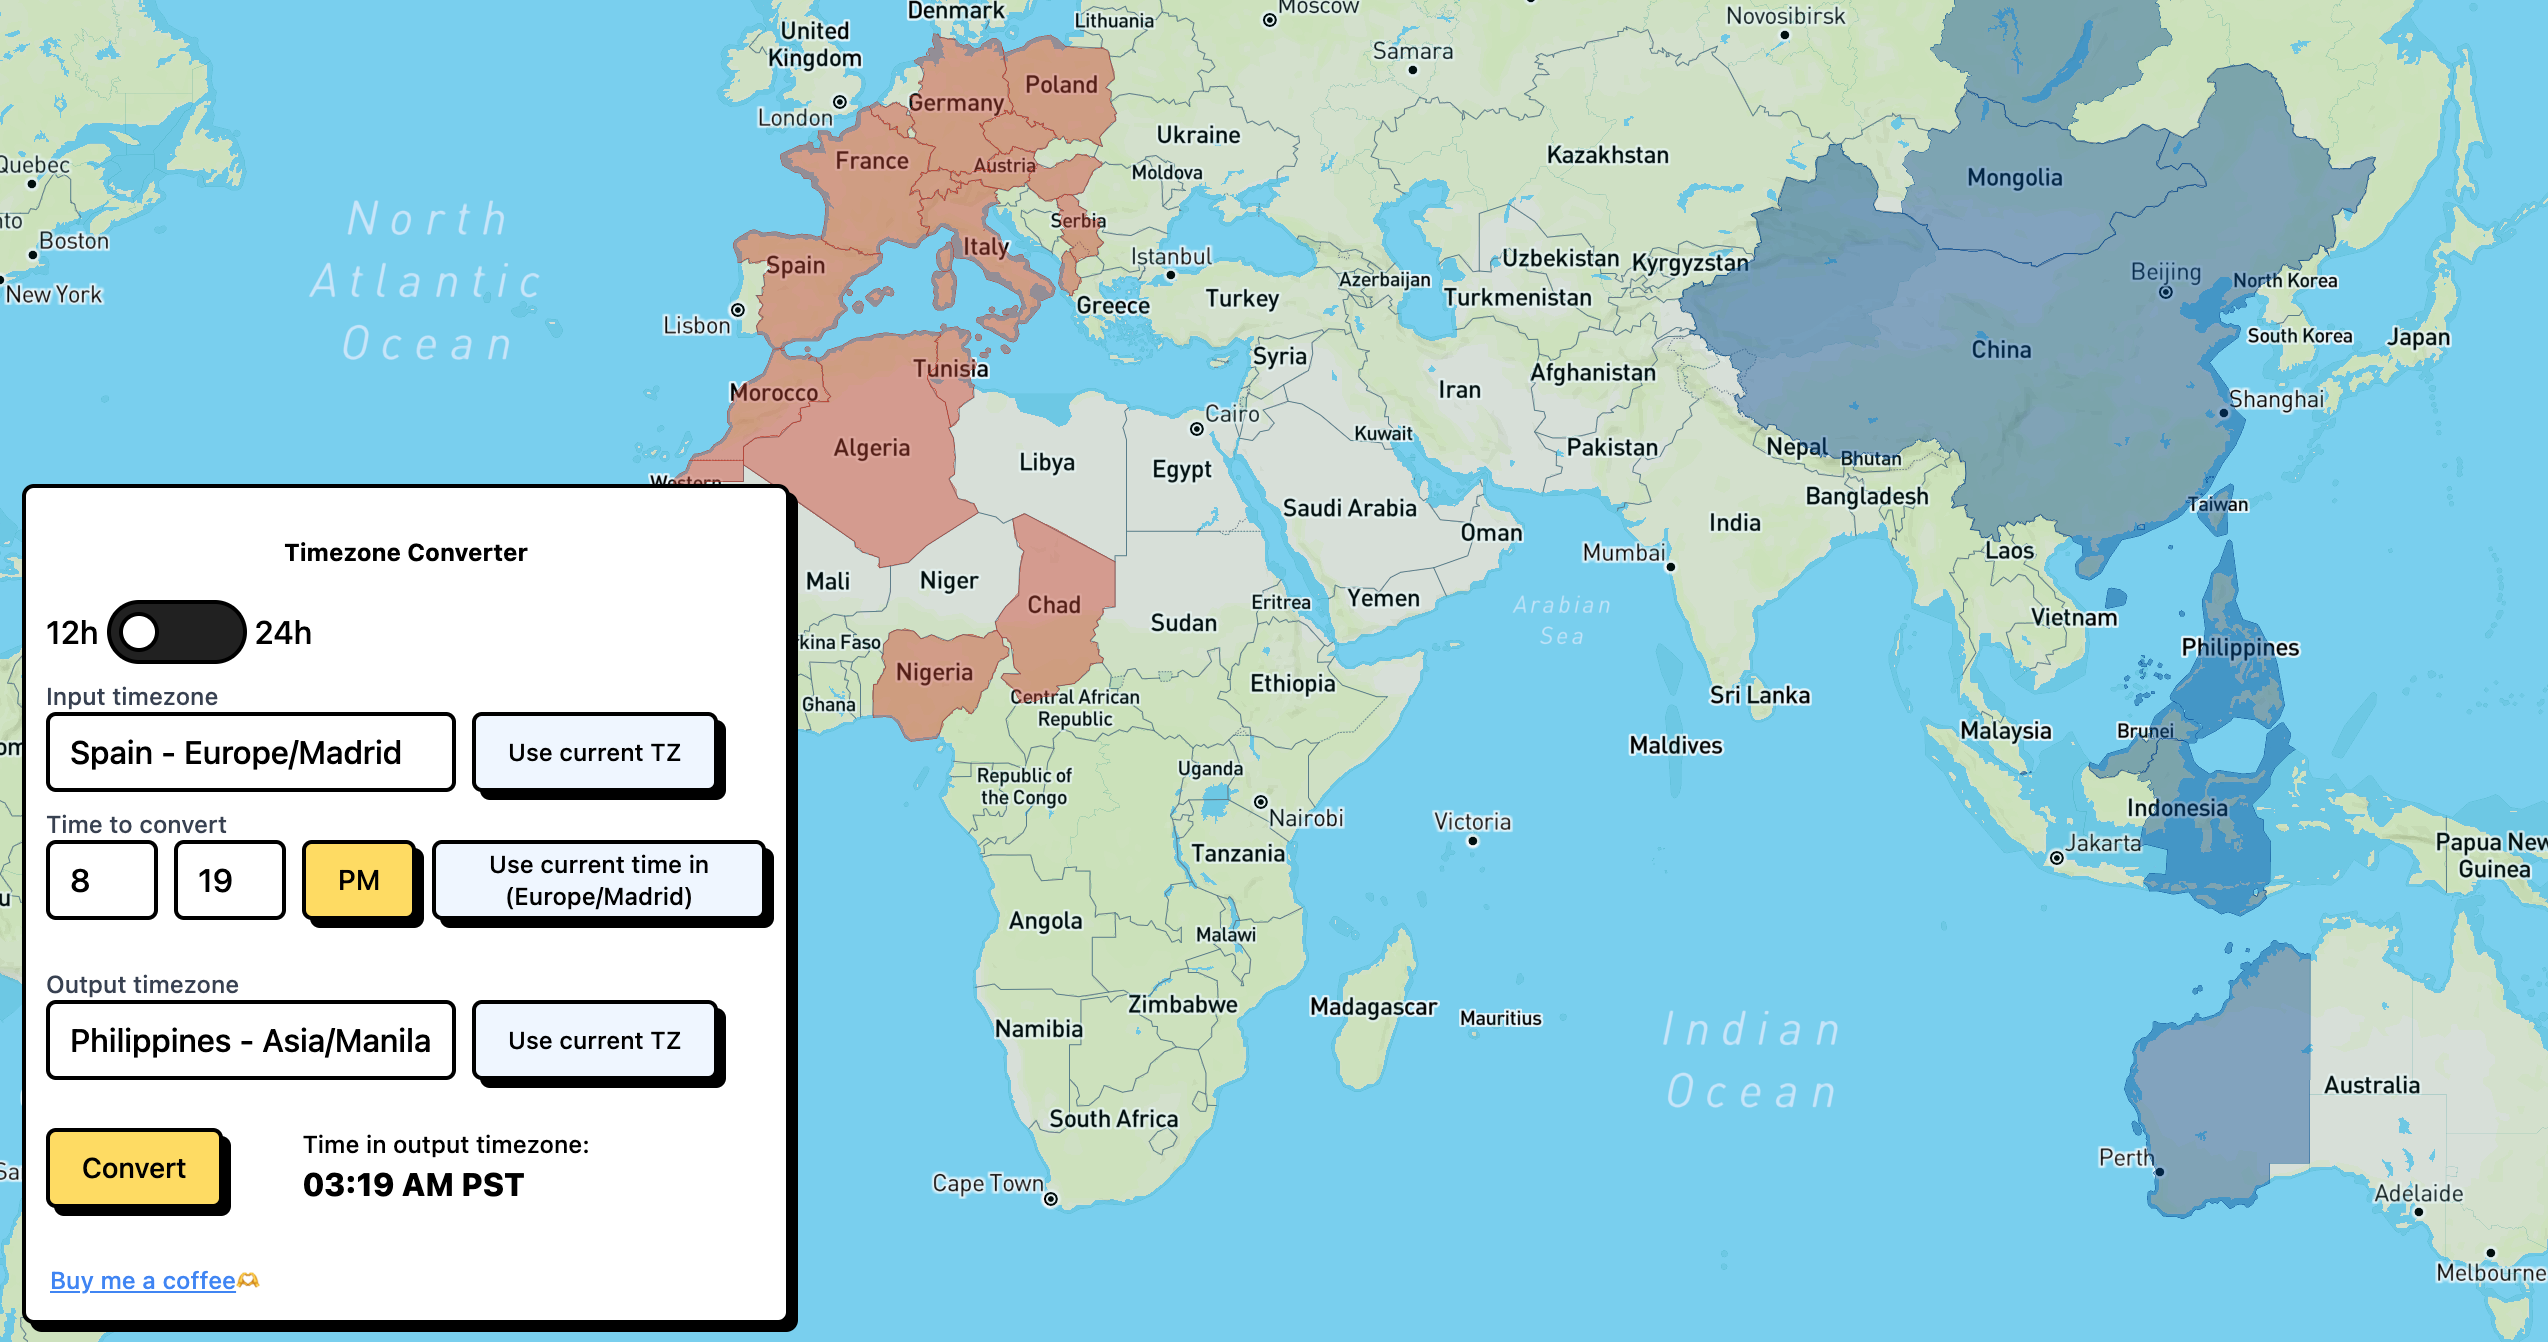 Denmark
Lithuania
Moscow
Novosibirsk
United
Kingdom
Samara
Poland
Germany
London
Ukraine
Quebec
France
Austria
Moldova
Kazakhstan
Mongolia
North
Atlantic
Ocean
Boston
New York
Serbia
Italy
Spain
Istanbul
Uzbekistan
Kyrgyzstan
Beijing
North Korea
Azerbaijan
Turkmenistan
Greece
Turkey
Lisbon
South Korea
Japan
China
Syria
Tunisia
Afghanistan
Iran
Morocco
Shanghai
Cairo
Kuwait
Algeria
Pakistan
Nepal
Bhutan
Libya
Egypt
Western
Bangladesh
Taiwan
Saudi Arabia
India
Oman
Timezone Converter
Mumbai
Laos
Mali
Niger
Chad
Eritrea
Yemen
Arabian
Sea
Sudan
Vietnam
12h
24h
rkina Faso
Philippines
Nigeria
Ethiopia
Input timezone
Central African
Republic
Ghana
Sri Lanka
Spain - Europe/Madrid
Use current TZ
Malaysia
Brunei
Maldives
Republic of
the Congo
Uganda
Indonesia
Nairobi
Time to convert
Victoria
Jakarta
Papua New
Guinea
Tanzania
8
19
PM
Use current time in
(Europe/Madrid)
Angola
Malawi
Output timezone
Zimbabwe
Madagascar
Mauritius
Namibia
Indian
Ocean
Philippines - Asia/Manila
Use current TZ
Australia
South Africa
Convert
Time in output timezone:
03:19 AM PST
Perth
Cape Town
Adelaide
Buy me a coffee🫶
Melbourne